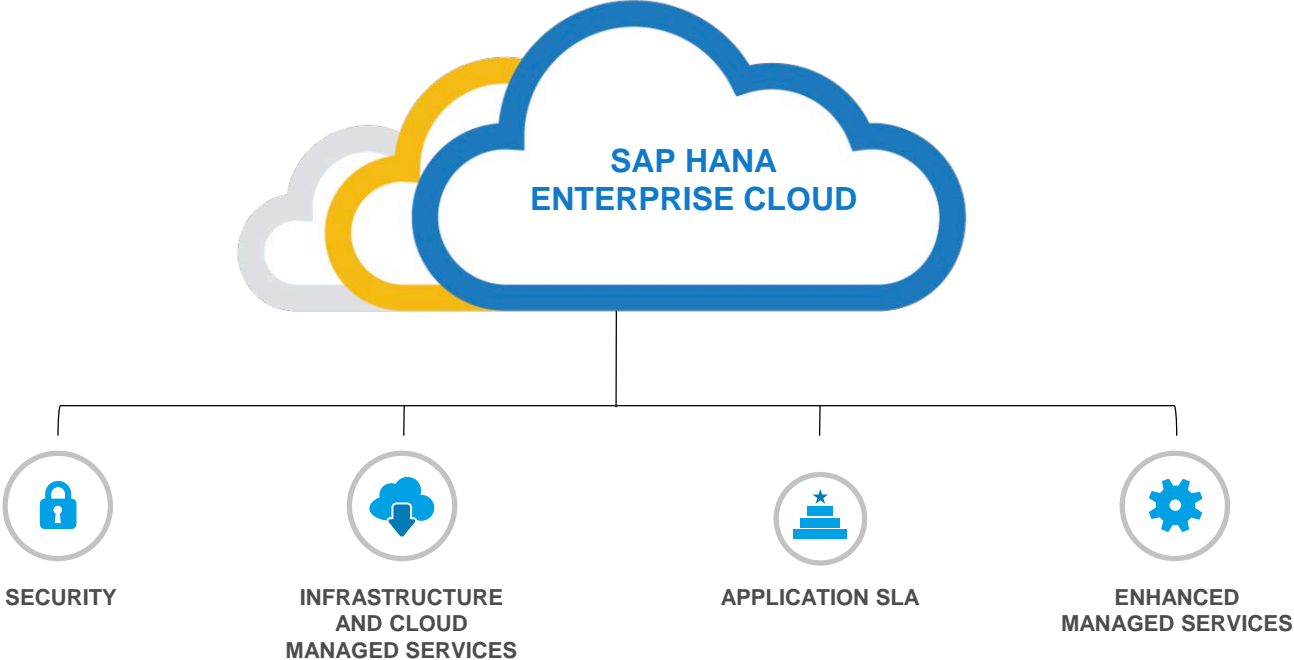 SAP HANA
ENTERPRISE CLOUD
SECURITY
INFRASTRUCTURE
AND CLOUD
MANAGED SERVICES
APPLICATION SLA
ENHANCED
MANAGED SERVICES